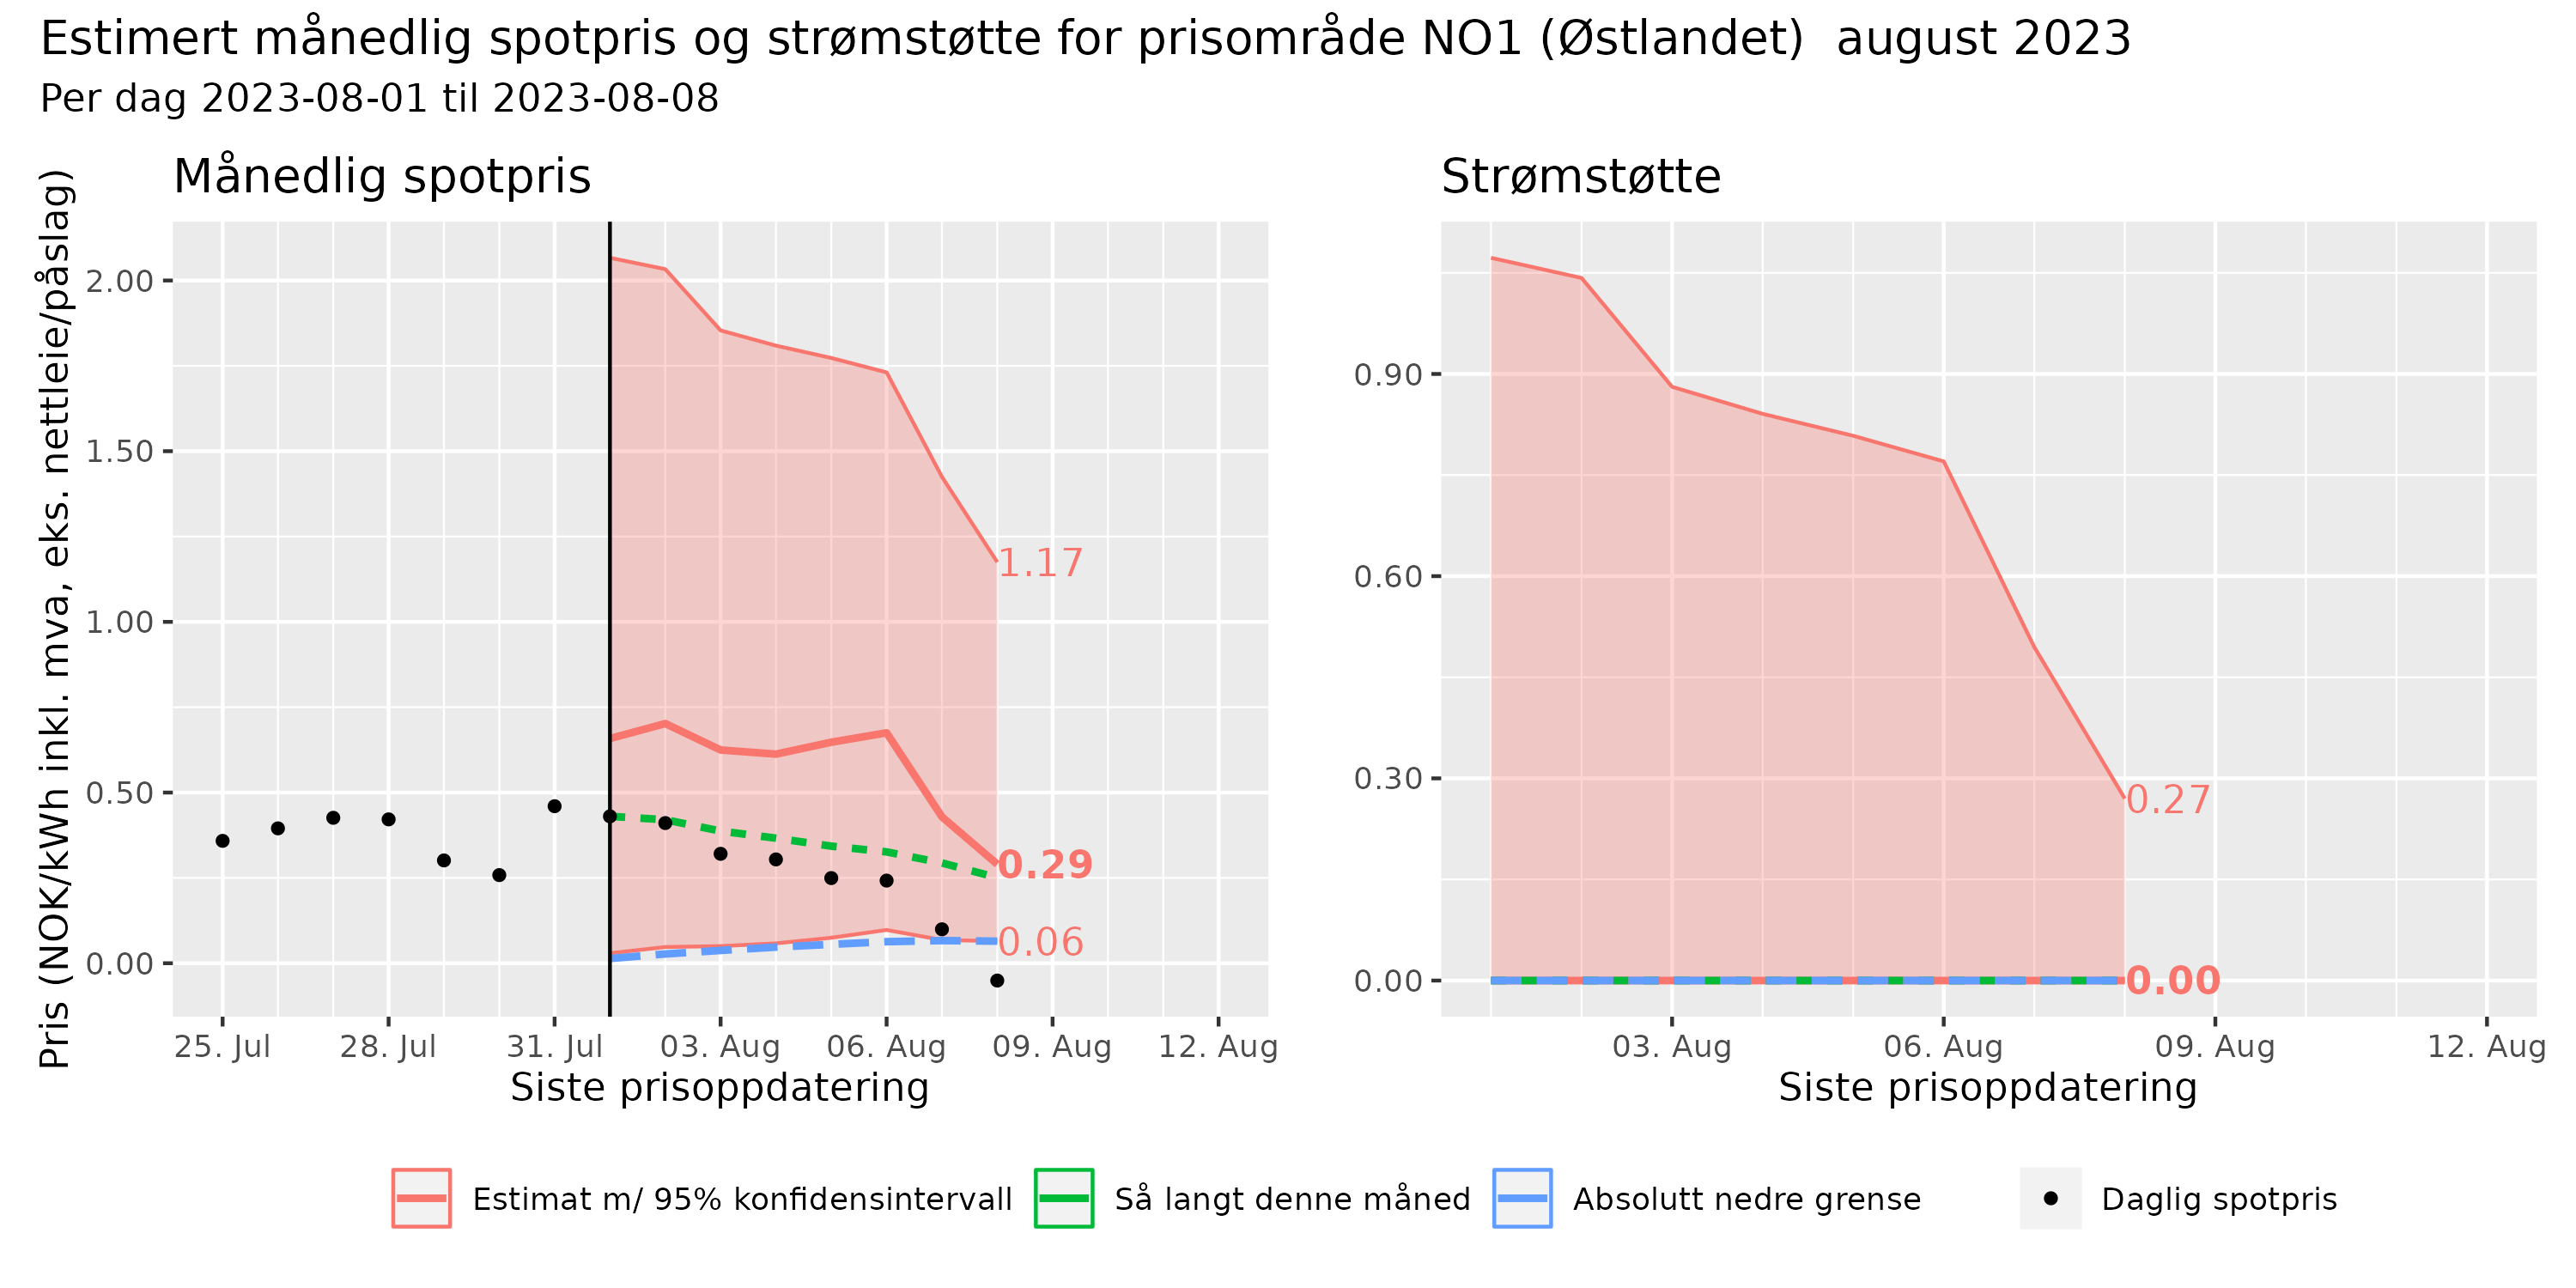 Estimert månedlig spotpris og strømstøtte for prisområde NO1 (Østlandet)  august 2023
Per dag 2023-08-01 til 2023-08-08
Månedlig spotpris
Pris (NOK/kWh inkl. mva, eks. nettleie/påslag)
2.00
1.50
1.00
0.50
0.00
1.17
0.29
0.06
25. Jul
28. Jul
31. Jul
03. Aug
06. Aug
09. Aug
12. Aug
Siste prisoppdatering
Strømstøtte
0.90
0.60
0.30
0.00
0.27
0.00
03. Aug
06. Aug
09. Aug
12. Aug
Siste prisoppdatering
Estimat m/ 95% konfidensintervall
Så langt denne måned
Absolutt nedre grense
Daglig spotpris